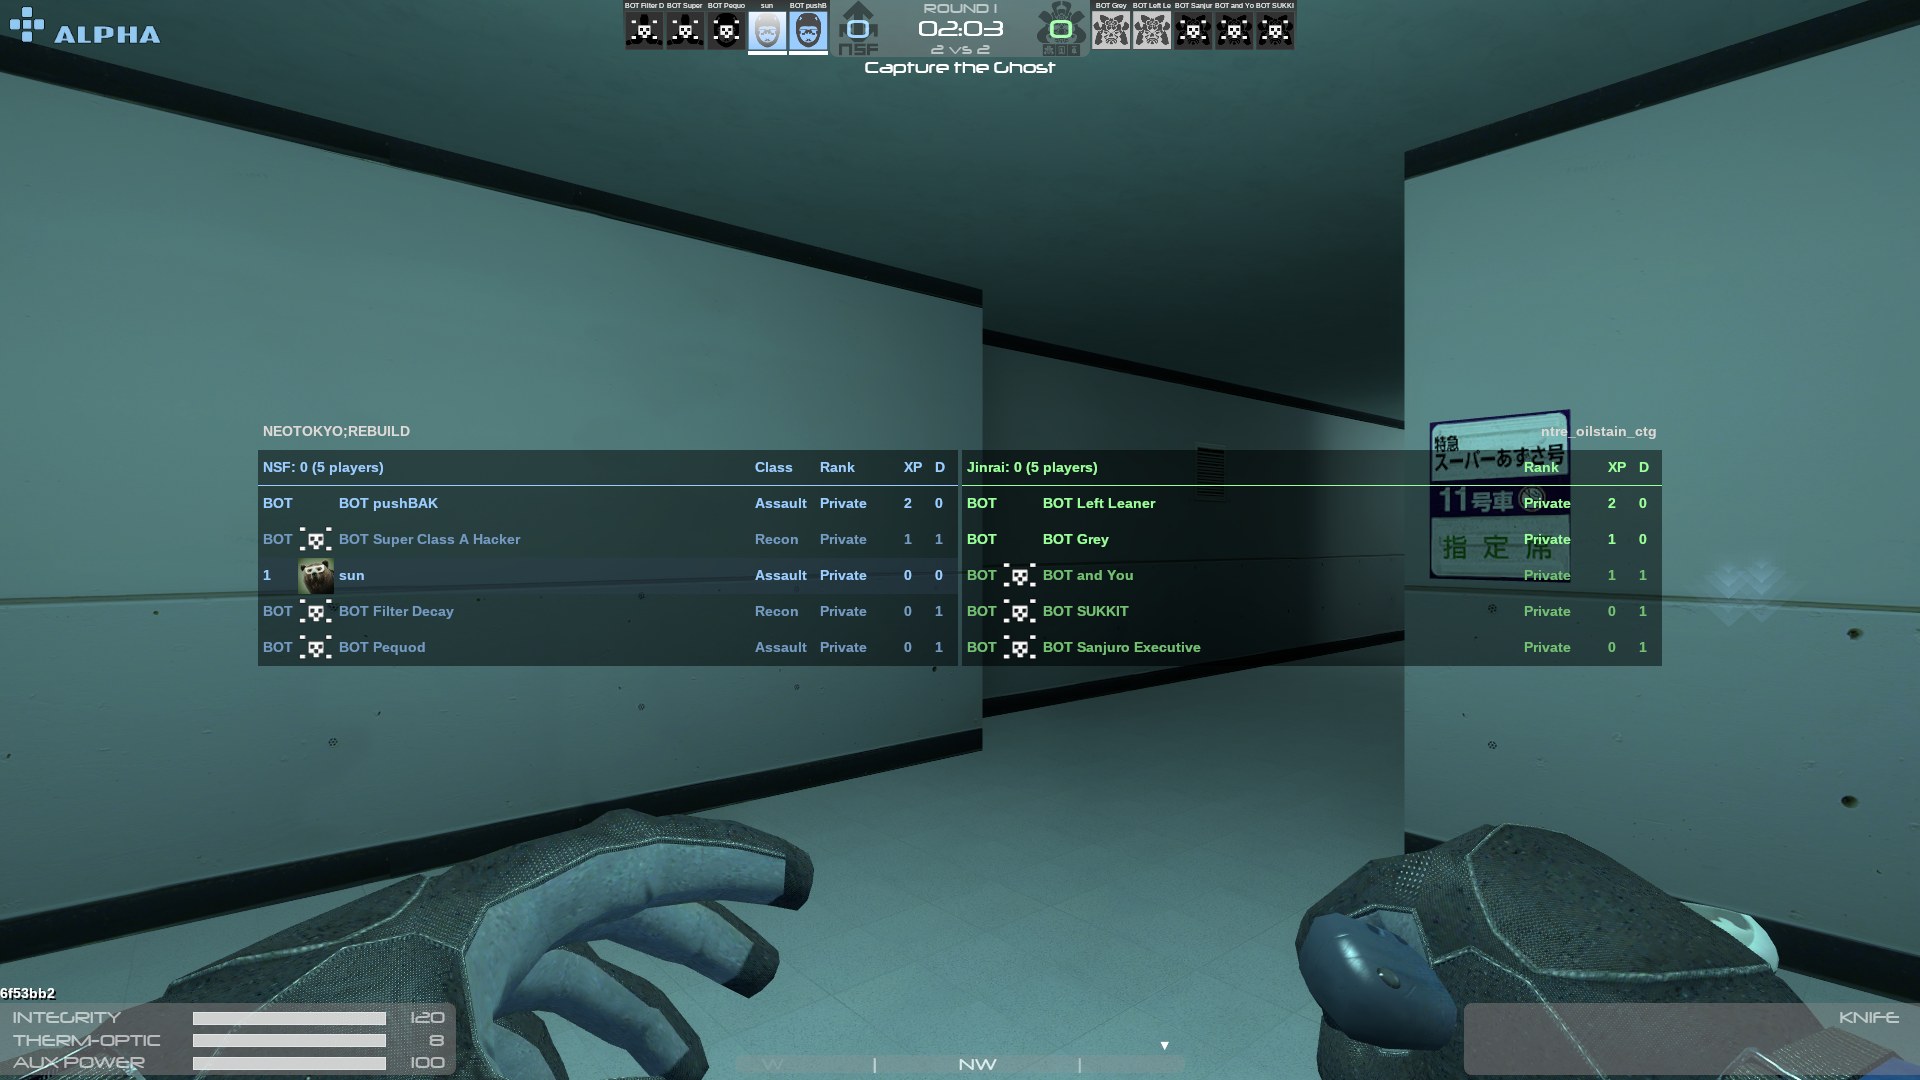 ALPHA
BOT Filter D
BOT Super
BOT Pequo
sun
BOT pushB
0
NSF
ROUND 1
02:03
2 vs 2
0
BOT Grey
BOT Left Le
BOT Sanjur
BOT and Yo
BOT SUKKI
Capture the Ghost
NEOTOKYO;REBUILD
ntre_oilstain_ctg
NSF: 0 (5 players) Class Rank XP D
BOT BOT pushBAK Assault Private 2 0
BOT BOT Super Class A Hacker Recon Private 1 1
1 sun Assault Private 0 0
BOT BOT Filter Decay Recon Private 0 1
BOT BOT Pequod Assault Private 0 1
Jinrai: 0 (5 players) Rank XP D
BOT BOT Left Leaner Private 2 0
BOT BOT Grey Private 1 0
BOT BOT and You Private 1 1
BOT BOT SUKKIT Private 0 1
BOT BOT Sanjuro Executive Private 0 1
特急
スーパーあずさ号
11号車
指定席
6f53bb2
INTEGRITY 120
THERM-OPTIC 8
AUX POWER 100
W | NW |
KNIFE